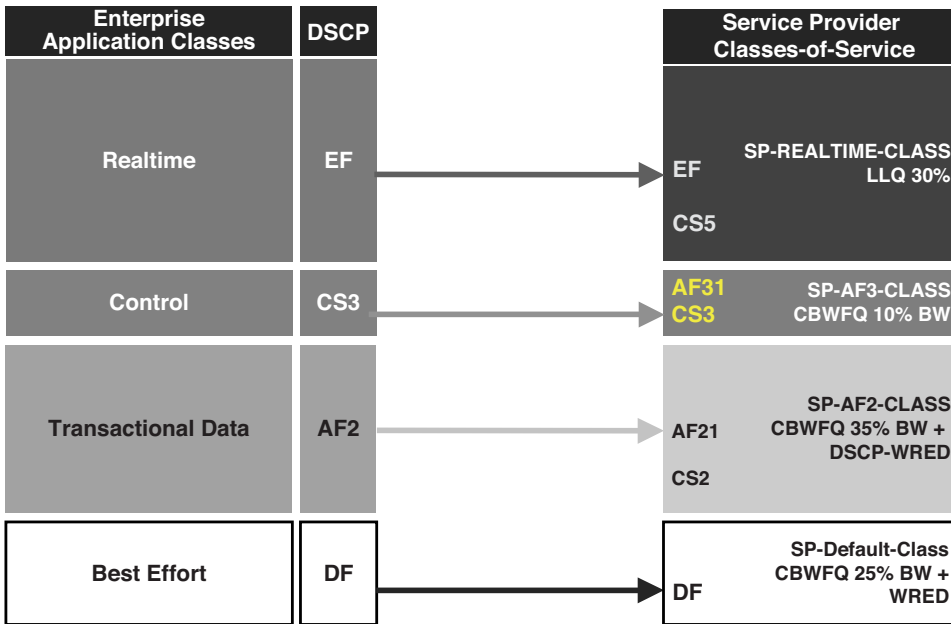 Enterprise
Application Classes
DSCP
Service Provider
Classes-of-Service
Realtime
EF
EF
SP-REALTIME-CLASS
LLQ 30%
CS5
Control
CS3
AF31
CS3
SP-AF3-CLASS
CBWFQ 10% BW
Transactional Data
AF2
AF21
CS2
SP-AF2-CLASS
CBWFQ 35% BW +
DSCP-WRED
Best Effort
DF
DF
SP-Default-Class
CBWFQ 25% BW +
WRED